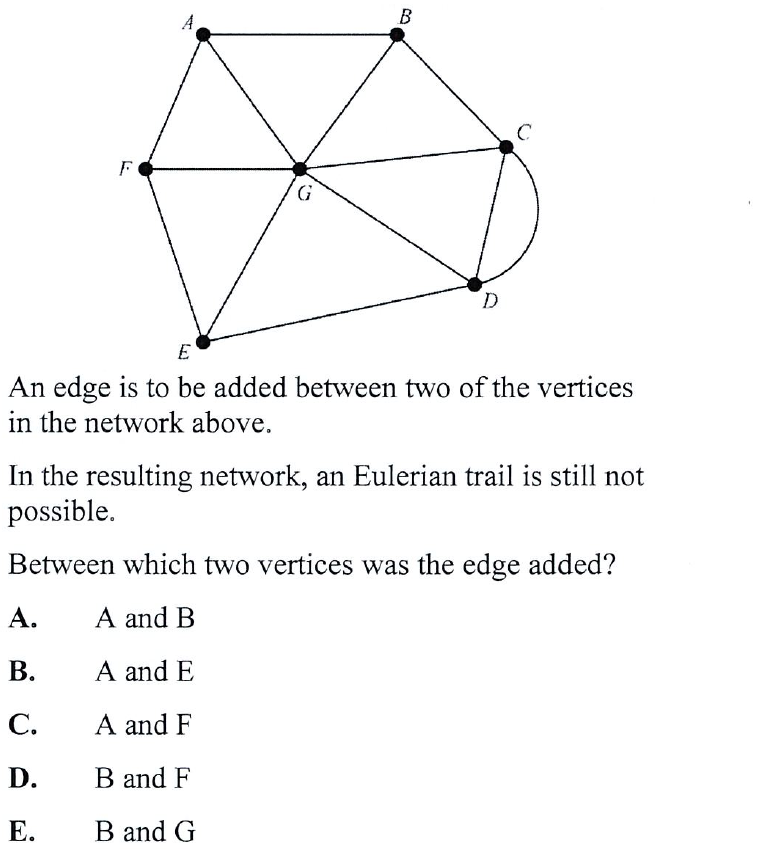 A
B
C
F
G
D
E
An edge is to be added between two of the vertices
in the network above.
In the resulting network, an Eulerian trail is still not
possible.
Between which two vertices was the edge added?
A. A and B
B. A and E
C. A and F
D. B and F
E. B and G